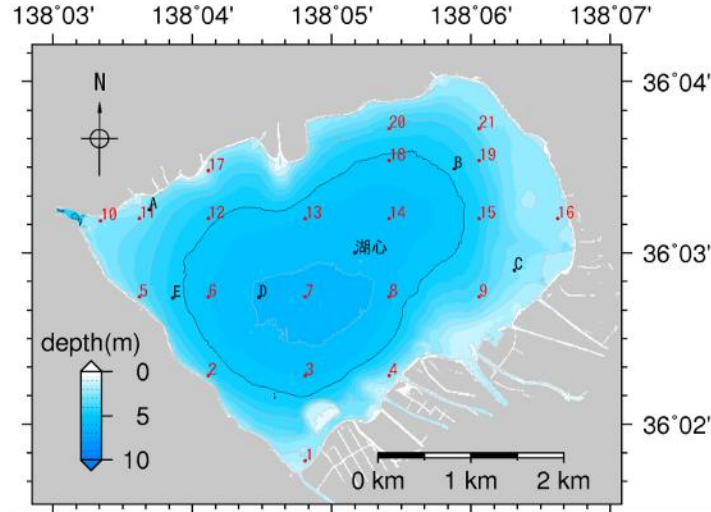 138°03' 138°04' 138°05' 138°06' 138°07'
N
36°04'
20 21
18 B 19
17
A
10 11 12 13 14 15 16
湖心
36°03'
C
5 E 6 D 7 8 9
depth(m)
0
2 3 4
5
36°02'
10
1
0 km 1 km 2 km